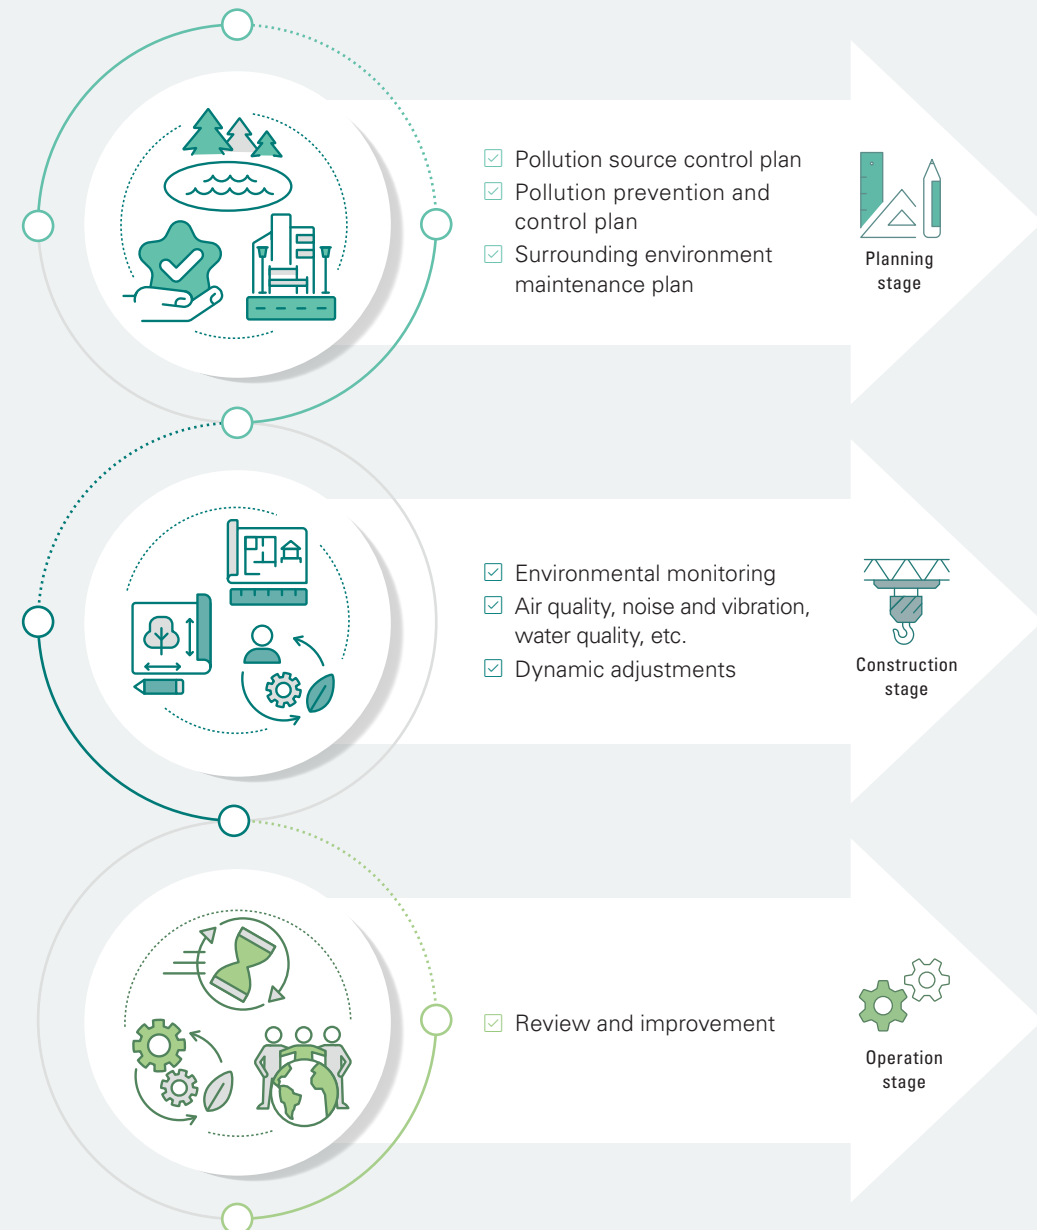 Pollution source control plan
Pollution prevention and
control plan
Surrounding environment
maintenance plan
Planning
stage
Environmental monitoring
Air quality, noise and vibration,
water quality, etc.
Dynamic adjustments
Construction
stage
Review and improvement
Operation
stage